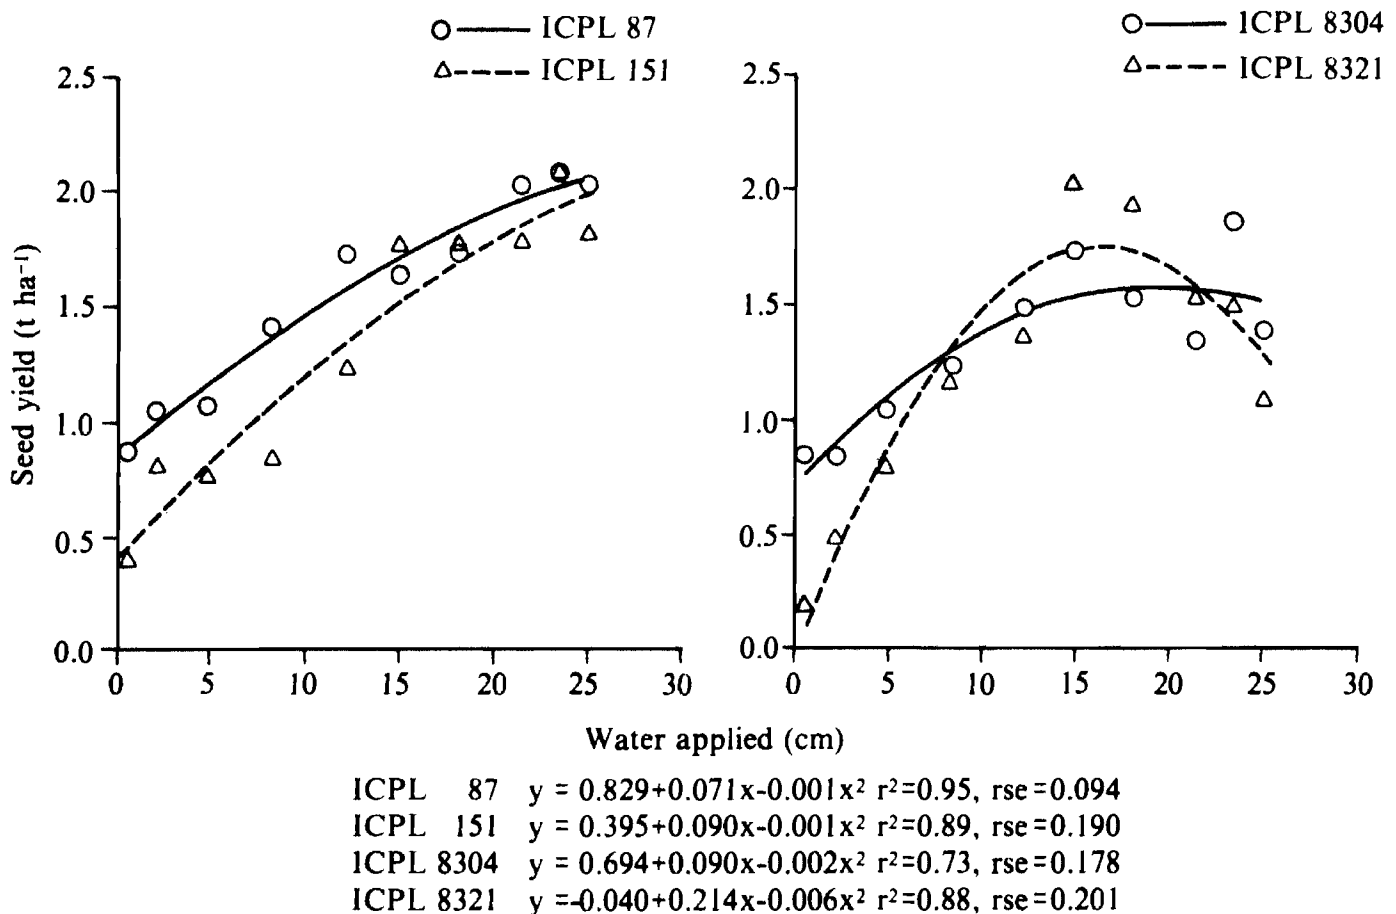 ICPL 87
ICPL 151
1CPL 8304
ICPL 8321
Seed yield (t ha⁻¹)
2.5
2.0
1.5
1.0
0.5
0.0
0 5 10 15 20 25 30
2.5
2.0
1.5
1.0
0.5
0.0
0 5 10 15 20 25 30
Water applied (cm)
ICPL 87 y = 0.829+0.071x-0.001x² r²=0.95, rse=0.094
ICPL 151 y = 0.395+0.090x-0.001x² r²=0.89, rse=0.190
1CPL 8304 y = 0.694+0.090x-0.002x² r²=0.73, rse=0.178
ICPL 8321 y =-0.040+0.214x-0.006x² r²=0.88, rse=0.201